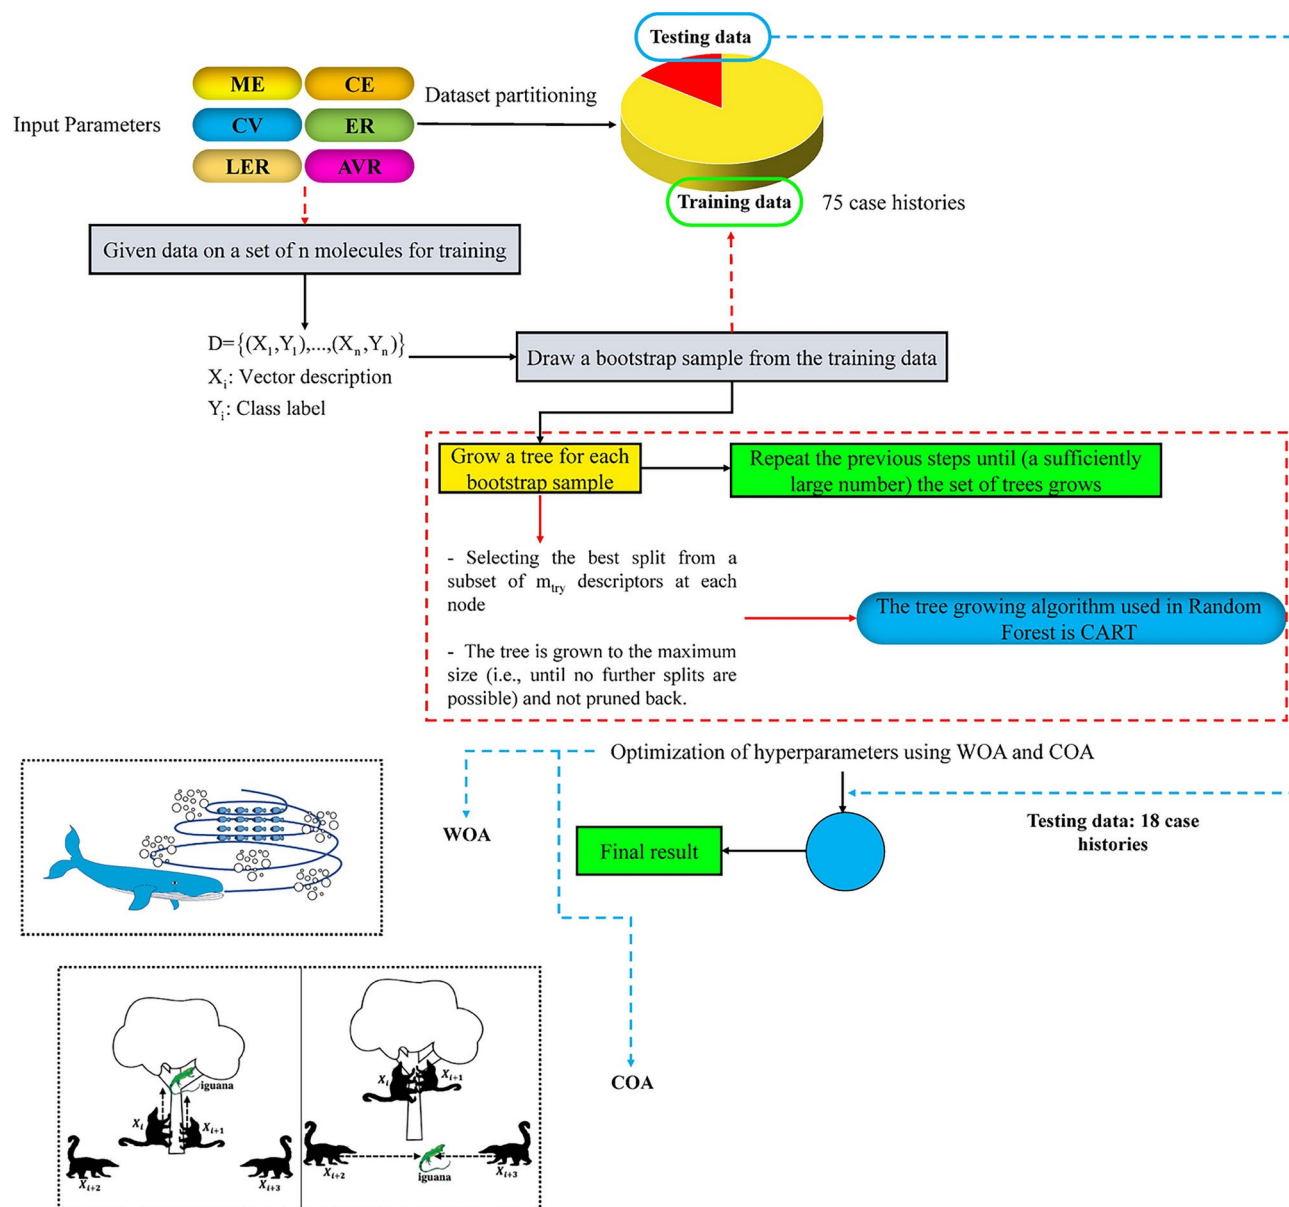 Testing data
ME
CE
Dataset partitioning
Input Parameters
CV
ER
LER
AVR
Training data
75 case histories
Given data on a set of n molecules for training
D={(X₁,Y₁),...,(Xₙ,Yₙ)}
Xᵢ: Vector description
Yᵢ: Class label
Draw a bootstrap sample from the training data
Grow a tree for each
bootstrap sample
Repeat the previous steps until (a sufficiently
large number) the set of trees grows
- Selecting the best split from a
subset of m_try descriptors at each
node
The tree growing algorithm used in Random
Forest is CART
- The tree is grown to the maximum
size (i.e., until no further splits are
possible) and not pruned back.
Optimization of hyperparameters using WOA and COA
WOA
Testing data: 18 case
histories
Final result
COA
iguana
Xᵢ
Xᵢ₊₁
Xᵢ₊₂
Xᵢ₊₃
Xᵢ
Xᵢ₊₁
Xᵢ₊₂
iguana
Xᵢ₊₃